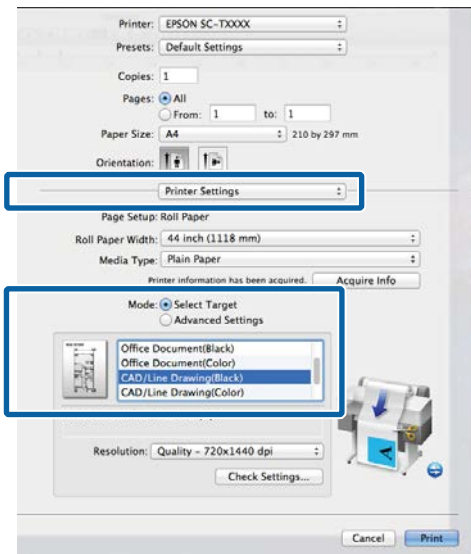 Printer: EPSON SC-TXXXX
Presets: Default Settings
Copies: 1
Pages: All
From: 1 to: 1
Paper Size: A4 210 by 297 mm
Orientation:
Printer Settings
Page Setup: Roll Paper
Roll Paper Width: 44 inch (1118 mm)
Media Type: Plain Paper
Printer information has been acquired. Acquire Info
Mode: Select Target
Advanced Settings
Office Document(Black)
Office Document(Color)
CAD/Line Drawing(Black)
CAD/Line Drawing(Color)
Resolution: Quality - 720x1440 dpi
Check Settings...
Cancel Print